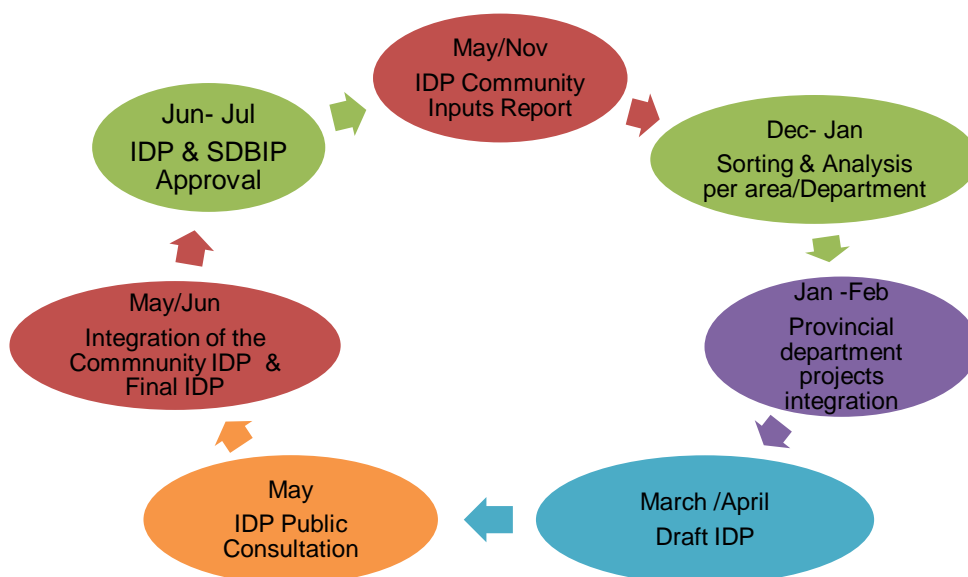 May/Nov
IDP Community
Inputs Report
Dec- Jan
Sorting & Analysis
per area/Department
Jan -Feb
Provincial
department
projects
integration
March /April
Draft IDP
May
IDP Public
Consultation
May/Jun
Integration of the
Commnunity IDP &
Final IDP
Jun- Jul
IDP & SDBIP
Approval